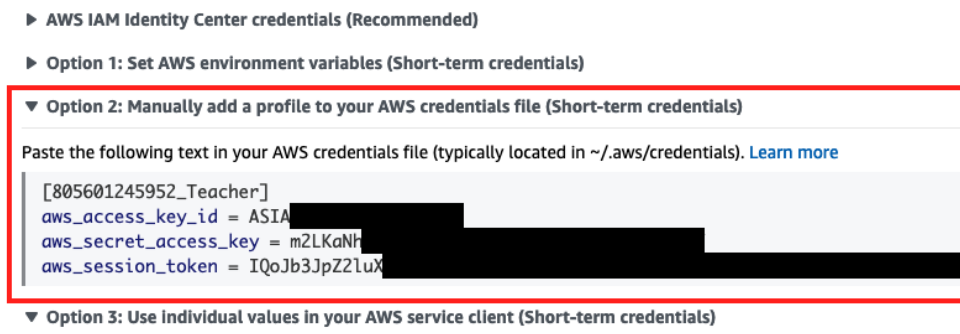 ▶ AWS IAM Identity Center credentials (Recommended)
▶ Option 1: Set AWS environment variables (Short-term credentials)
▼ Option 2: Manually add a profile to your AWS credentials file (Short-term credentials)
Paste the following text in your AWS credentials file (typically located in ~/.aws/credentials). Learn more
[805601245952_Teacher]
aws_access_key_id = ASIA
aws_secret_access_key = m2LKaNh
aws_session_token = IQoJb3JpZ2luX
▼ Option 3: Use individual values in your AWS service client (Short-term credentials)